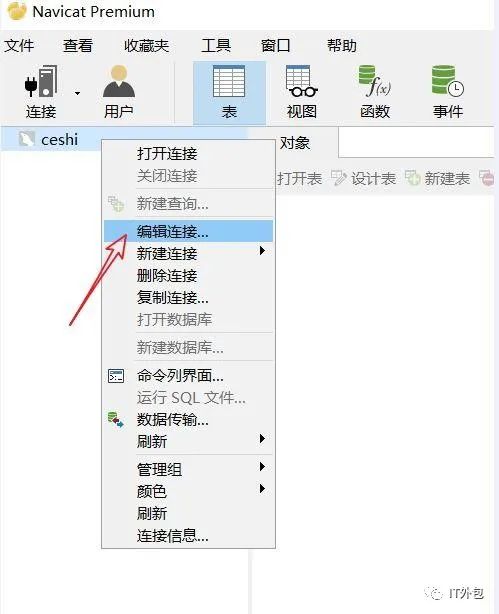 Navicat Premium
文件 查看 收藏夹 工具 窗口 帮助
连接 用户 表 视图 f(x) 函数 事件
ceshi
对象
打开表 设计表 新建表
打开连接
关闭连接
新建查询...
编辑连接...
新建连接
删除连接
复制连接...
打开数据库
新建数据库...
命令列界面...
运行 SQL 文件...
数据传输...
刷新
管理组
颜色
刷新
连接信息...
IT外包